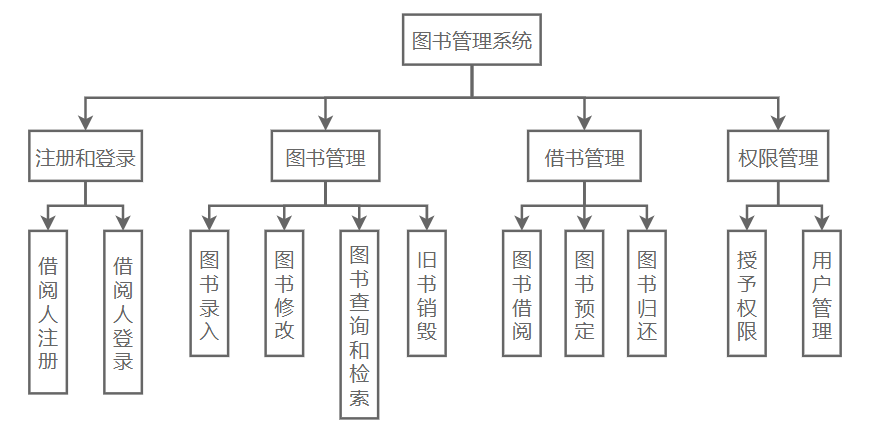 图书管理系统
注册和登录
图书管理
借书管理
权限管理
借阅人注册
借阅人登录
图书录入
图书修改
图书查询和检索
旧书销毁
图书借阅
图书预定
图书归还
授予权限
用户管理